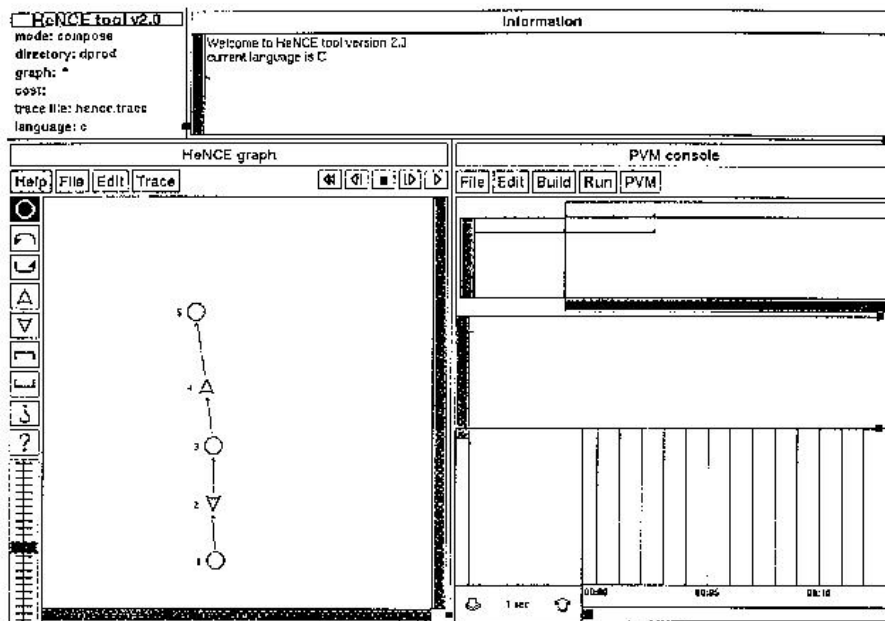 HeNCE tool v2.0
mode: compose
directory: dprod
graph: *
cost:
trace file: hence.trace
language: c
Information
Welcome to HeNCE tool version 2.0
current language is C
HeNCE graph
Help File Edit Trace
5
4
3
2
1
?
PVM console
File Edit Build Run PVM
1 sec
00:00 00:05 00:10